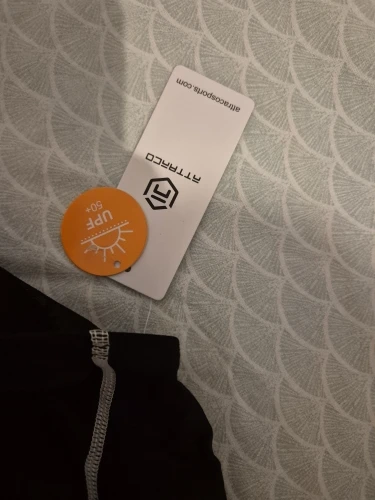 attracosports.com
ATTRACO
UPF
50+